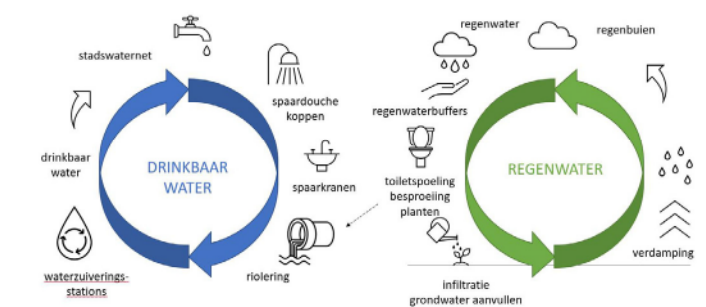 stadswaternet
spaardouche
koppen
drinkbaar
water
DRINKBAAR
WATER
spaarkranen
waterzuiverings-
stations
riolering
regenwater
regenbuien
regenwaterbuffers
REGENWATER
toiletspoeling
besproeiing
planten
verdamping
infiltratie
grondwater aanvullen